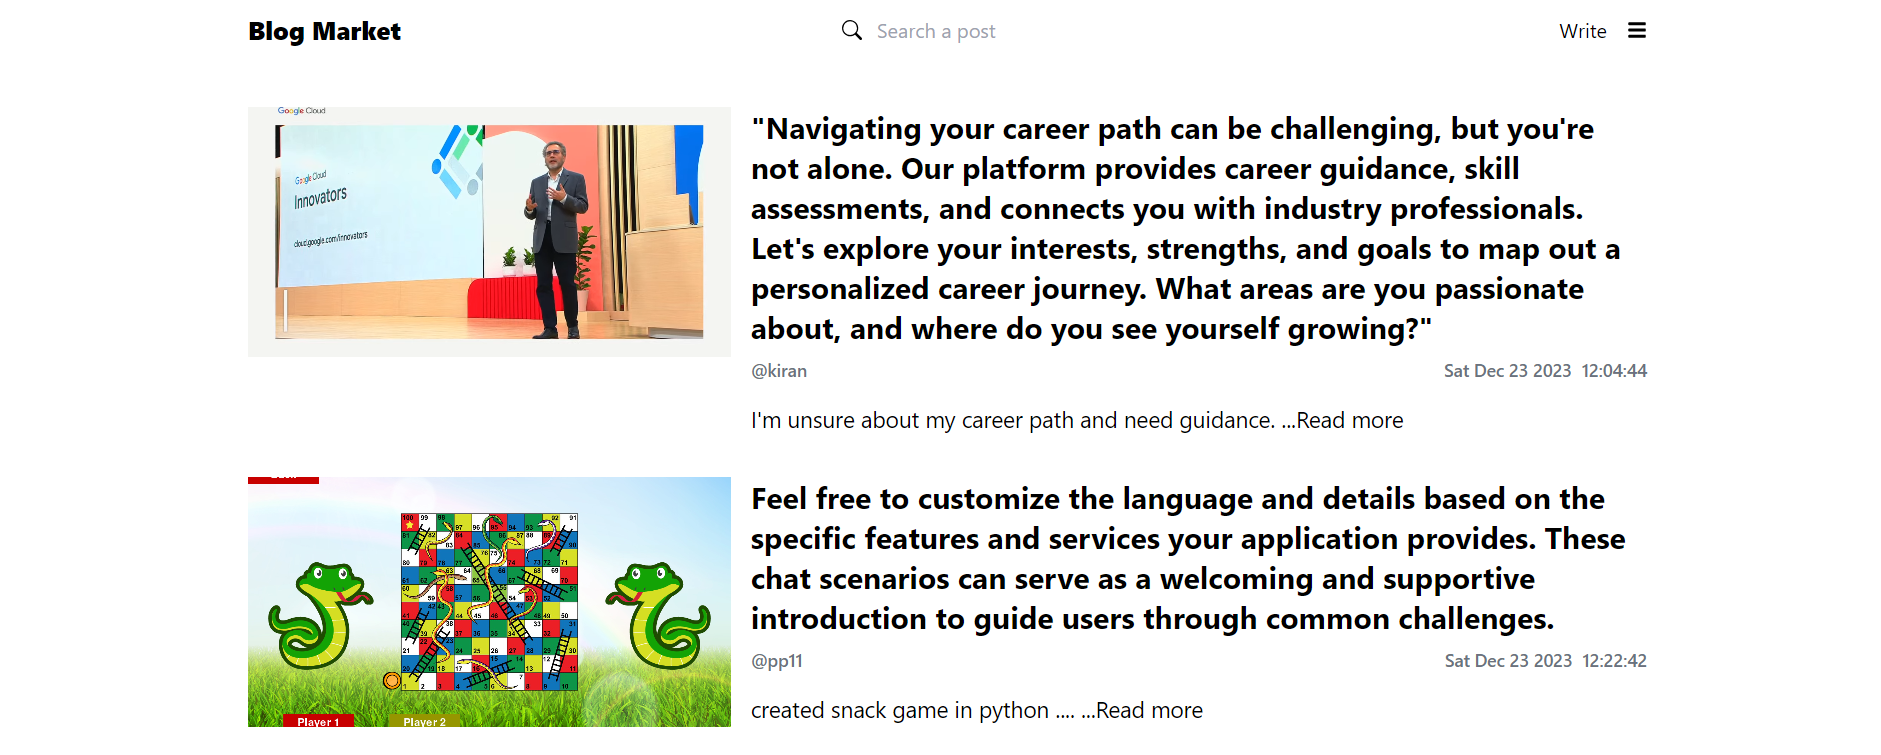 Blog Market
Search a post
Write
Google Cloud
Google Cloud
Innovators
cloud.google.com/innovators
"Navigating your career path can be challenging, but you're
not alone. Our platform provides career guidance, skill
assessments, and connects you with industry professionals.
Let's explore your interests, strengths, and goals to map out a
personalized career journey. What areas are you passionate
about, and where do you see yourself growing?"
@kiran
Sat Dec 23 2023 12:04:44
I'm unsure about my career path and need guidance. ...Read more
Player 1
Player 2
Feel free to customize the language and details based on the
specific features and services your application provides. These
chat scenarios can serve as a welcoming and supportive
introduction to guide users through common challenges.
@pp11
Sat Dec 23 2023 12:22:42
created snack game in python .... ...Read more